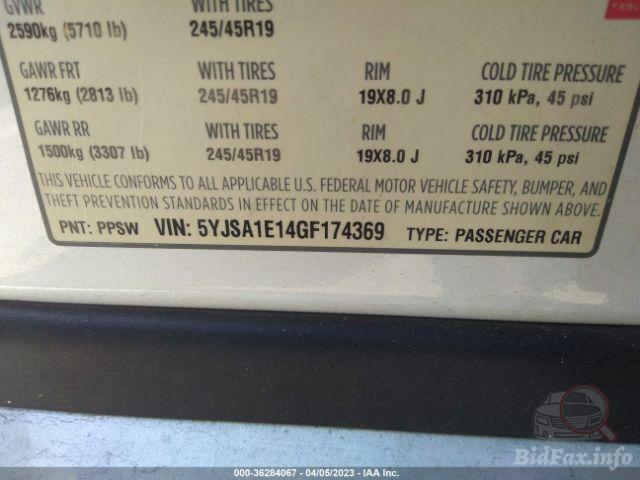 GVWR WITH TIRES TESLA
2590kg (5710 lb) 245/45R19
GAWR FRT WITH TIRES RIM COLD TIRE PRESSURE
1276kg (2813 lb) 245/45R19 19X8.0 J 310 kPa, 45 psi
GAWR RR WITH TIRES RIM COLD TIRE PRESSURE
1500kg (3307 lb) 245/45R19 19X8.0 J 310 kPa, 45 psi
THIS VEHICLE CONFORMS TO ALL APPLICABLE U.S. FEDERAL MOTOR VEHICLE SAFETY, BUMPER, AND
THEFT PREVENTION STANDARDS IN EFFECT ON THE DATE OF MANUFACTURE SHOWN ABOVE.
PNT: PPSW VIN: 5YJSA1E14GF174369 TYPE: PASSENGER CAR
BidFax.info
000-36284067 - 04/05/2023 - IAA Inc.